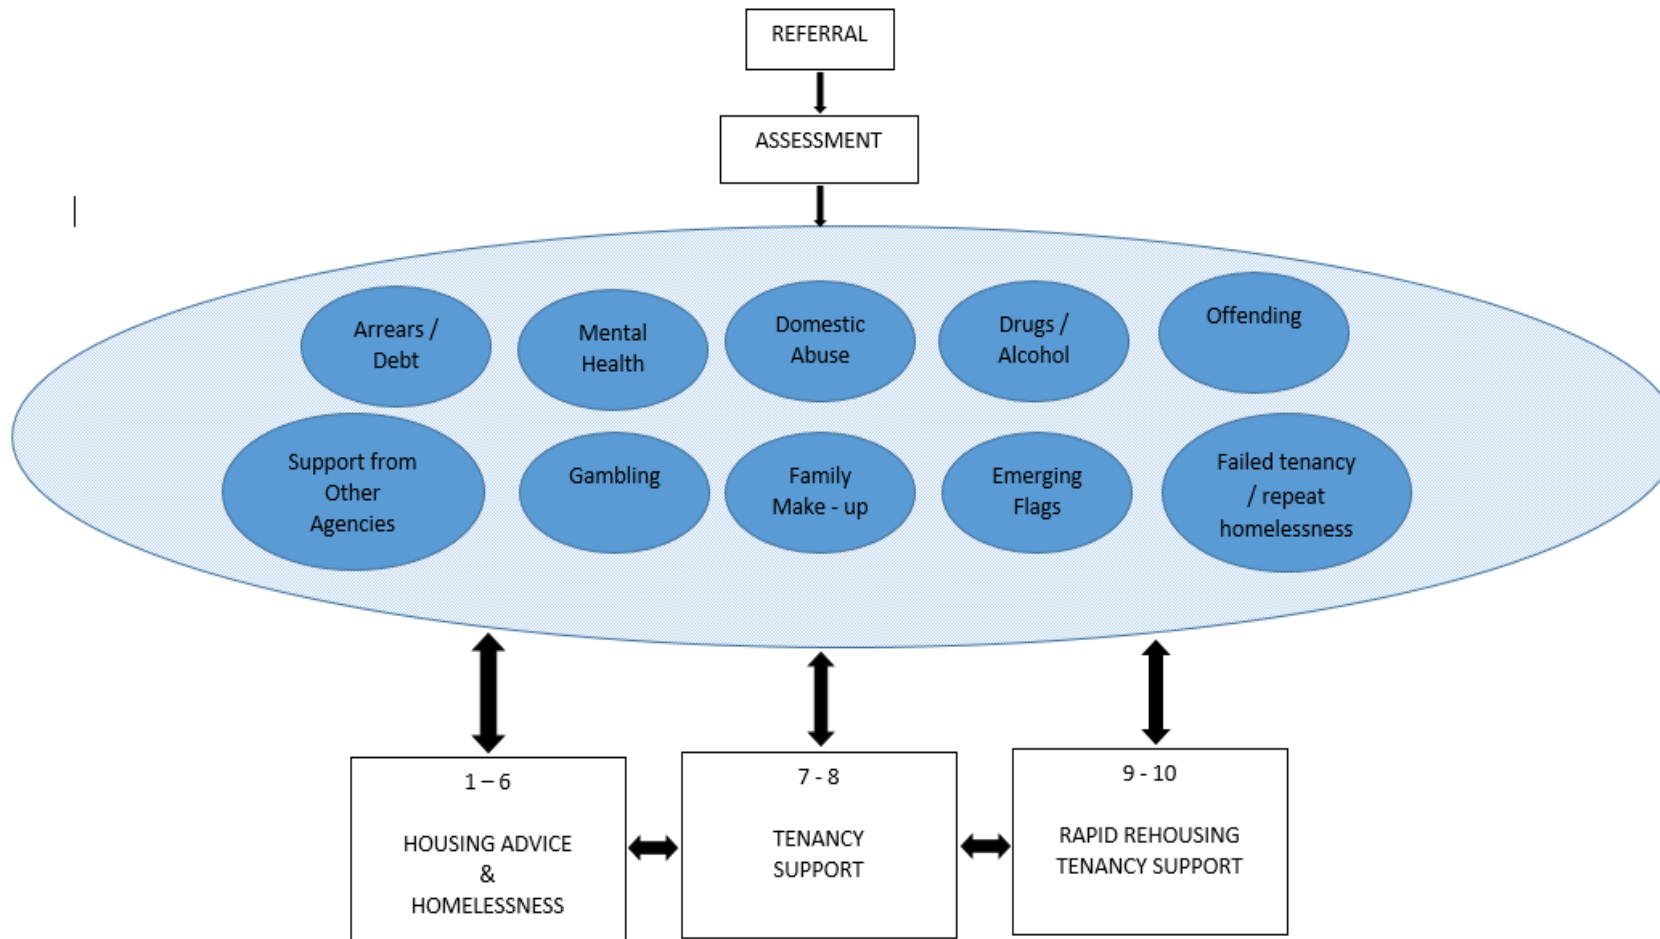 REFERRAL
ASSESSMENT
Arrears /
Debt
Mental
Health
Domestic
Abuse
Drugs /
Alcohol
Offending
Support from
Other
Agencies
Gambling
Family
Make - up
Emerging
Flags
Failed tenancy
/ repeat
homelessness
1 – 6
HOUSING ADVICE
&
HOMELESSNESS
7 - 8
TENANCY
SUPPORT
9 - 10
RAPID REHOUSING
TENANCY SUPPORT